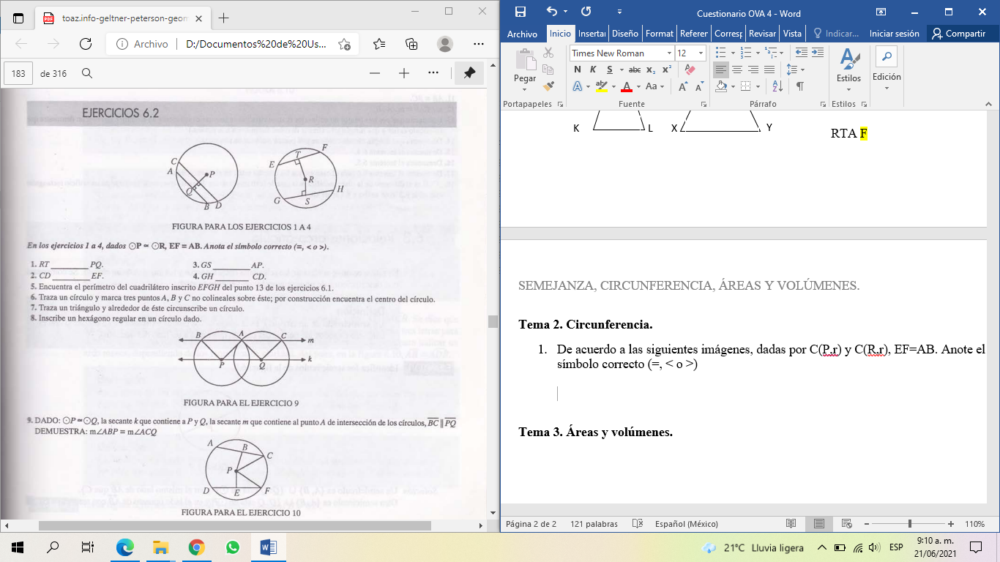 toaz.info-geltner-peterson-geom
Archivo
D:/Documentos%20de%20Us...
183
de 316
EJERCICIOS 6.2
C
A
P
Q
B
D
E
T
F
R
G
S
H
FIGURA PARA LOS EJERCICIOS 1 A 4
En los ejercicios 1 a 4, dados ⊙P ≃ ⊙R, EF = AB. Anota el símbolo correcto (=, < o >).
1. RT ________ PQ.
3. GS ________ AP.
2. CD ________ EF.
4. GH ________ CD.
5. Encuentra el perímetro del cuadrilátero inscrito EFGH del punto 13 de los ejercicios 6.1.
6. Traza un círculo y marca tres puntos A, B y C no colineales sobre éste; por construcción encuentra el centro del círculo.
7. Traza un triángulo y alrededor de éste circunscribe un círculo.
8. Inscribe un hexágono regular en un círculo dado.
B
A
C
m
P
Q
k
FIGURA PARA EL EJERCICIO 9
9. DADO: ⊙P ≃ ⊙Q, la secante k que contiene a P y Q, la secante m que contiene al punto A de intersección de los círculos, BC || PQ
DEMUESTRA: m∠ABP = m∠ACQ
A
B
C
P
D
E
F
FIGURA PARA EL EJERCICIO 10
Cuestionario OVA 4 - Word
Archivo
Inicio
Insertar
Diseño
Format
Referer
Corresp
Revisar
Vista
Indicar...
Iniciar sesión
Compartir
Pegar
Times New Roman
12
N K S abc x₂ x²
A A Aa A A
Estilos
Edición
Portapapeles
Fuente
Párrafo
Estilos
K
L
X
Y
RTA F
SEMEJANZA, CIRCUNFERENCIA, ÁREAS Y VOLÚMENES.
Tema 2. Circunferencia.
1. De acuerdo a las siguientes imágenes, dadas por C(P,r) y C(R,r), EF=AB. Anote el
símbolo correcto (=, < o >)
Tema 3. Áreas y volúmenes.
Página 2 de 2
121 palabras
Español (México)
110%
21°C Lluvia ligera
ESP
9:10 a. m.
21/06/2021